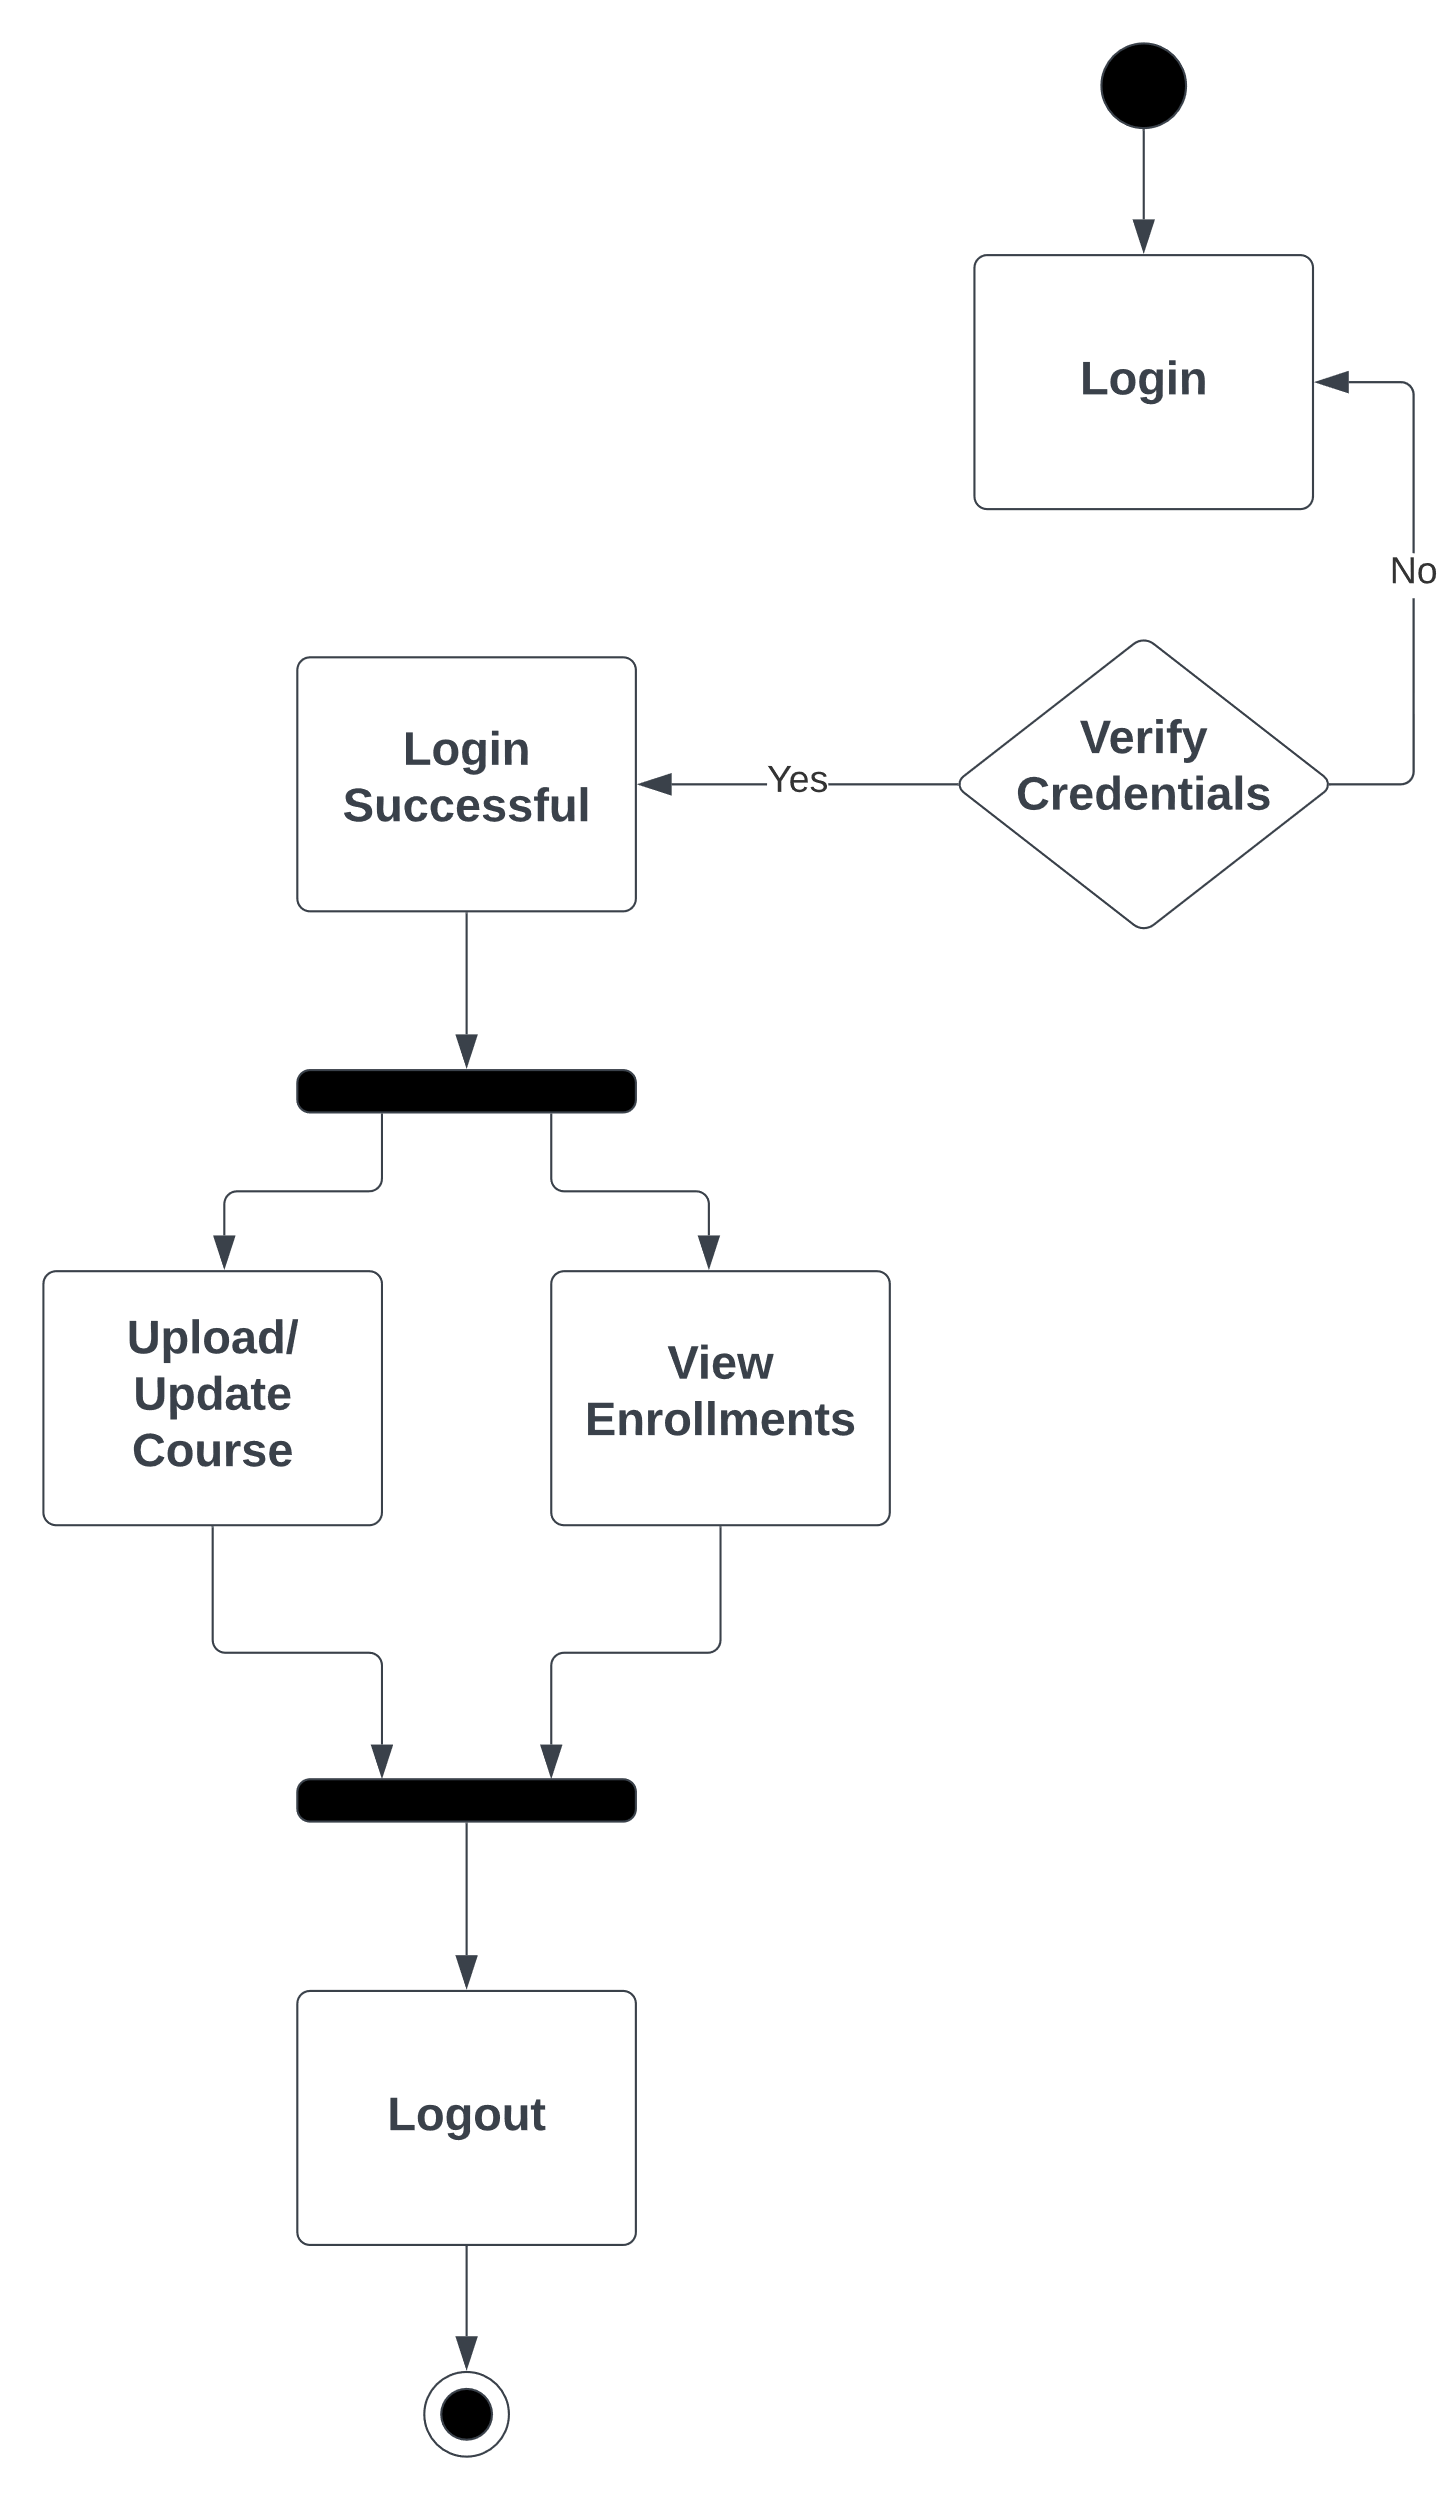 Login
No
Verify
Credentials
Yes
Login
Successful
Upload/
Update
Course
View
Enrollments
Logout